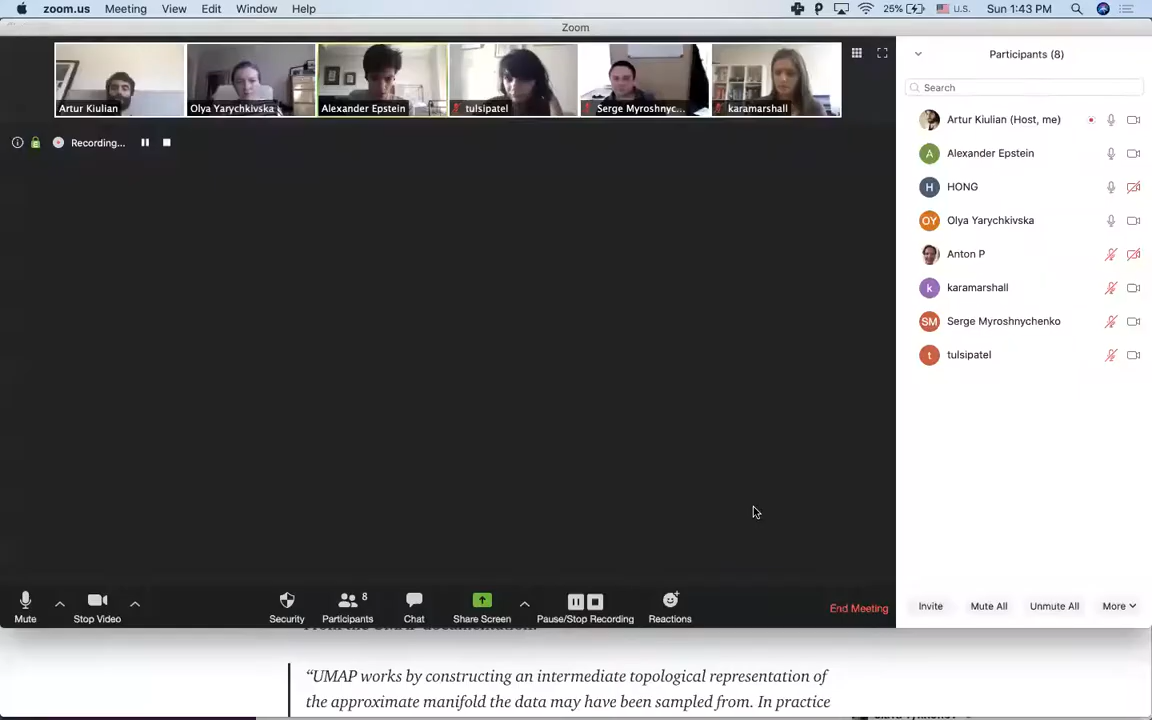 zoom.us Meeting View Edit Window Help 25% U.S. Sun 1:43 PM
Zoom
Artur Kiulian Olya Yarychkivska Alexander Epstein tulsipatel Serge Myroshnyc... karamarshall
Recording...
Participants (8)
Search
Artur Kiulian (Host, me)
A Alexander Epstein
H HONG
OY Olya Yarychkivska
Anton P
k karamarshall
SM Serge Myroshnychenko
t tulsipatel
Mute Stop Video Security Participants 8 Chat Share Screen Pause/Stop Recording Reactions End Meeting
Invite Mute All Unmute All More
“UMAP works by constructing an intermediate topological representation of
the approximate manifold the data may have been sampled from. In practice